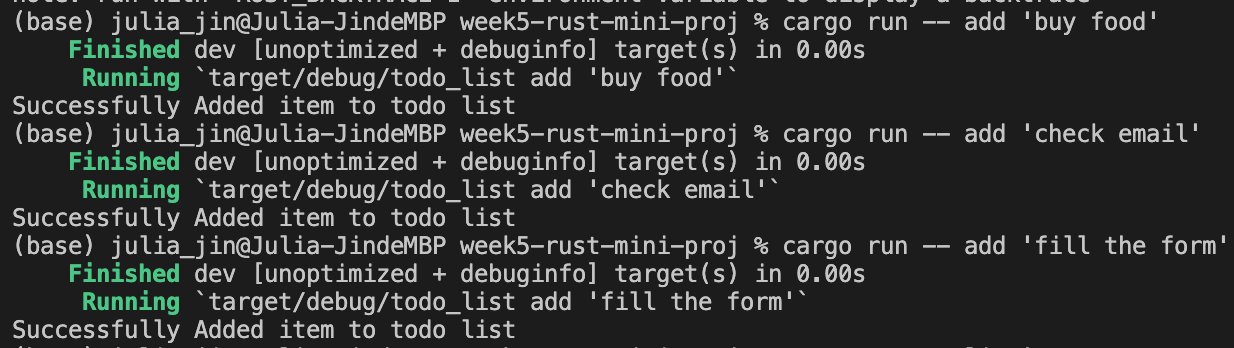 (base) julia_jin@Julia-JindeMBP week5-rust-mini-proj % cargo run -- add 'buy food'
Finished dev [unoptimized + debuginfo] target(s) in 0.00s
Running `target/debug/todo_list add 'buy food'`
Successfully Added item to todo list
(base) julia_jin@Julia-JindeMBP week5-rust-mini-proj % cargo run -- add 'check email'
Finished dev [unoptimized + debuginfo] target(s) in 0.00s
Running `target/debug/todo_list add 'check email'`
Successfully Added item to todo list
(base) julia_jin@Julia-JindeMBP week5-rust-mini-proj % cargo run -- add 'fill the form'
Finished dev [unoptimized + debuginfo] target(s) in 0.00s
Running `target/debug/todo_list add 'fill the form'`
Successfully Added item to todo list